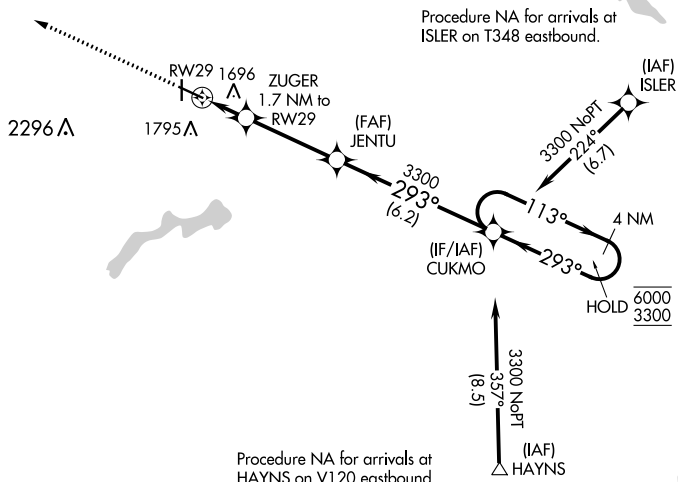 Procedure NA for arrivals at
ISLER on T348 eastbound.
(IAF)
ISLER
RW29
1696
ZUGER
1.7 NM to
RW29
2296
1795
(FAF)
JENTU
3300 NoPT
224°
(6.7)
3300
293°
(6.2)
113°
4 NM
(IF/IAF)
CUKMO
293°
HOLD
6000
3300
3300 NoPT
357°
(8.5)
(IAF)
HAYNS
Procedure NA for arrivals at
HAYNS on V120 eastbound